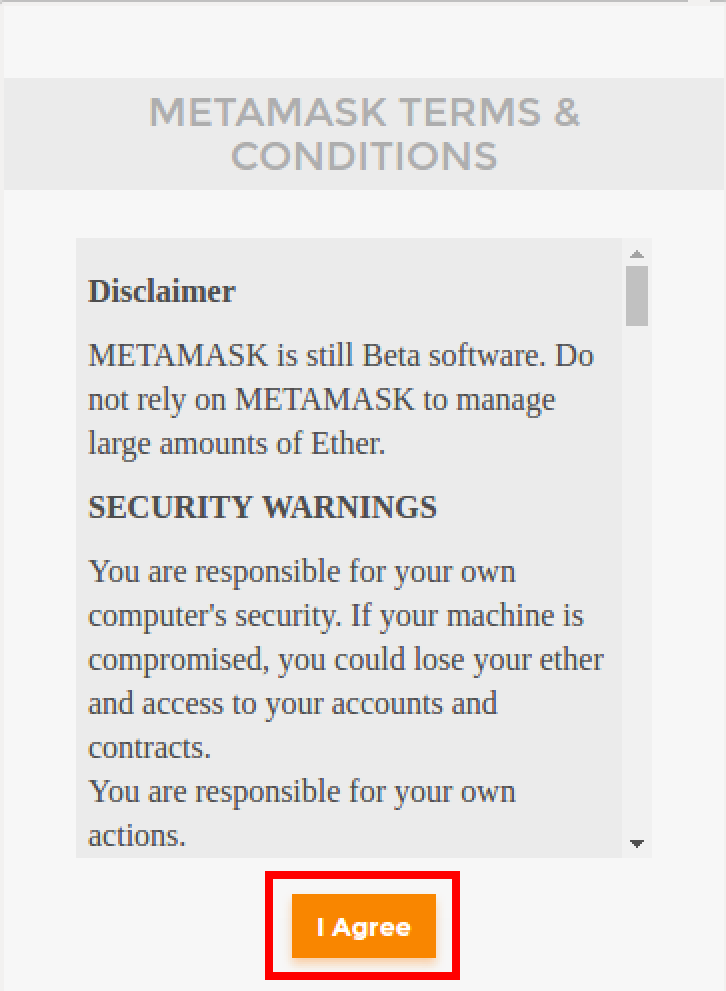 METAMASK TERMS &
CONDITIONS
Disclaimer
METAMASK is still Beta software. Do
not rely on METAMASK to manage
large amounts of Ether.
SECURITY WARNINGS
You are responsible for your own
computer's security. If your machine is
compromised, you could lose your ether
and access to your accounts and
contracts.
You are responsible for your own
actions.
I Agree